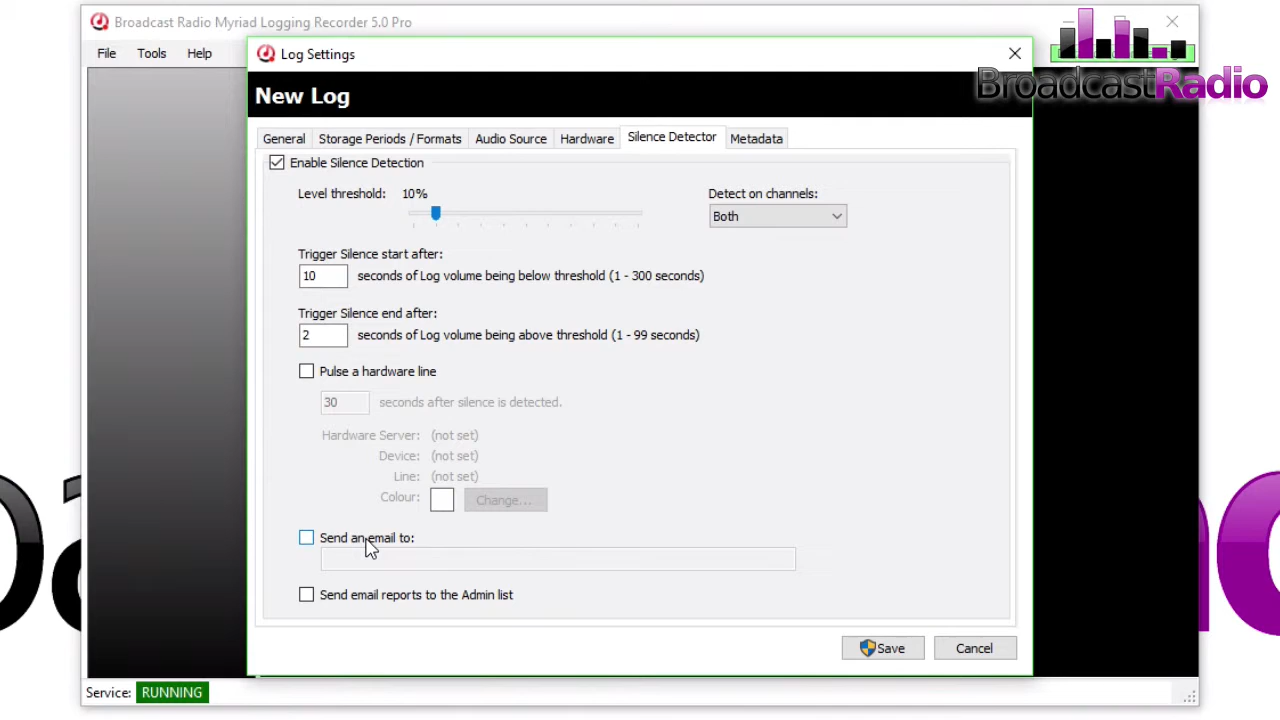 Broadcast Radio Myriad Logging Recorder 5.0 Pro
File Tools Help
BroadcastRadio
Log Settings
New Log
General Storage Periods / Formats Audio Source Hardware Silence Detector Metadata
Enable Silence Detection
Level threshold: 10% Detect on channels:
Both
Trigger Silence start after:
10 seconds of Log volume being below threshold (1 - 300 seconds)
Trigger Silence end after:
2 seconds of Log volume being above threshold (1 - 99 seconds)
Pulse a hardware line
30 seconds after silence is detected.
Hardware Server: (not set)
Device: (not set)
Line: (not set)
Colour: Change...
Send an email to:
Send email reports to the Admin list
Save Cancel
Service: RUNNING